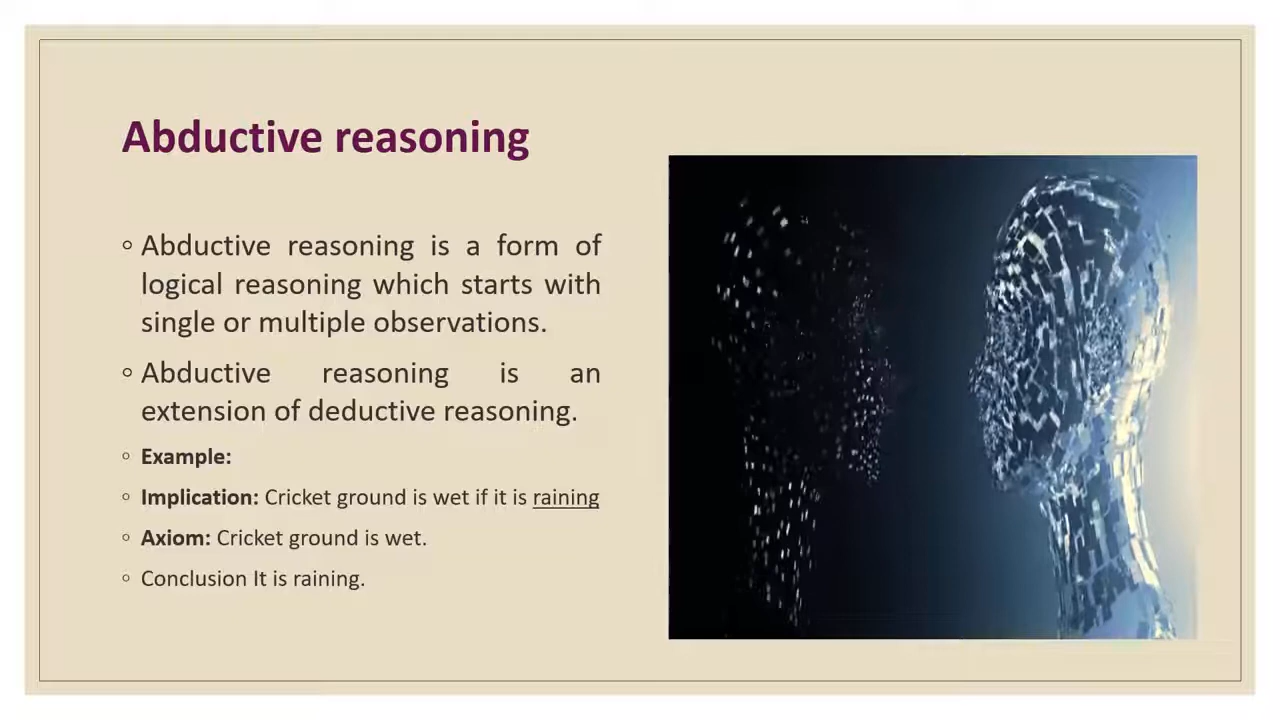 Abductive reasoning
◦ Abductive reasoning is a form of
logical reasoning which starts with
single or multiple observations.
◦ Abductive reasoning is an
extension of deductive reasoning.
◦ Example:
◦ Implication: Cricket ground is wet if it is raining
◦ Axiom: Cricket ground is wet.
◦ Conclusion It is raining.